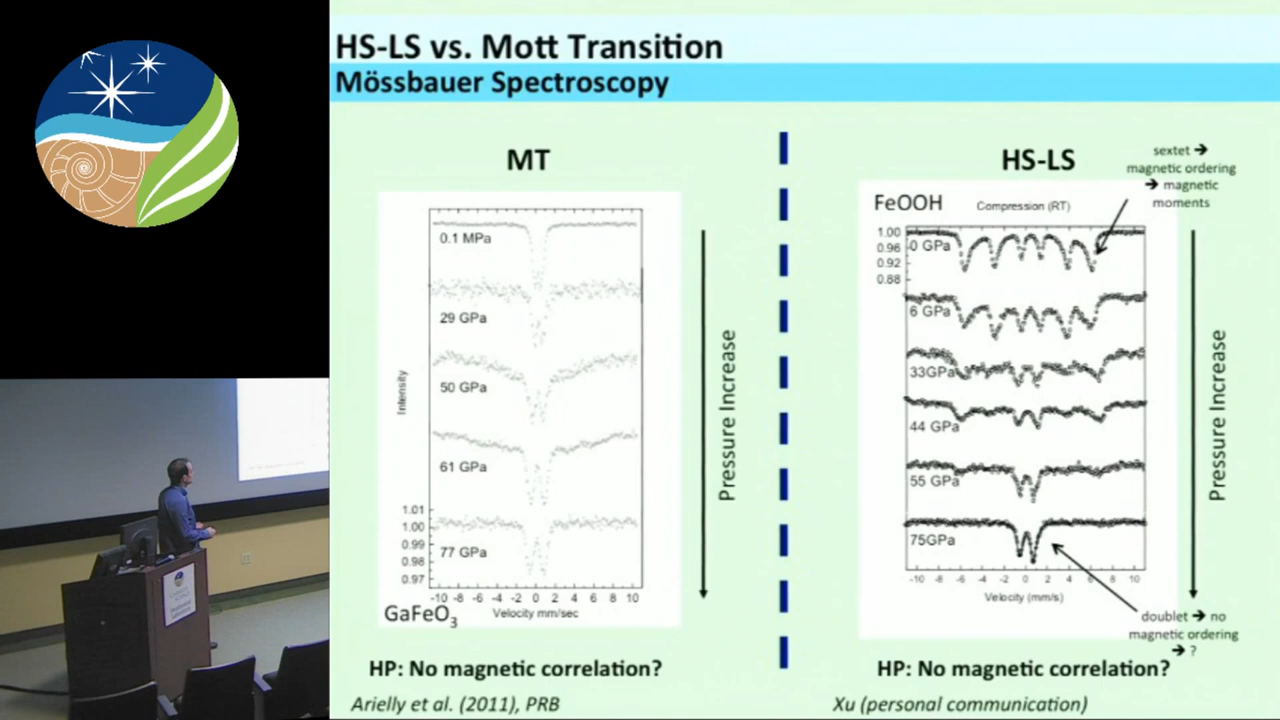 HS-LS vs. Mott Transition
Mössbauer Spectroscopy
MT
0.1 MPa
29 GPa
50 GPa
61 GPa
77 GPa
Intensity
1.01
1.00
0.99
0.98
0.97
-10 -8 -6 -4 -2 0 2 4 6 8 10
Velocity mm/sec
GaFeO3
Pressure Increase
HP: No magnetic correlation?
Arielly et al. (2011), PRB
HS-LS
sextet →
magnetic ordering
→ magnetic
moments
FeOOH
Compression (RT)
1.00
0.96
0.92
0.88
0 GPa
6 GPa
33GPa
44 GPa
55 GPa
75GPa
-10 -8 -6 -4 -2 0 2 4 6 8 10
Velocity (mm/s)
Pressure Increase
doublet → no
magnetic ordering
→ ?
HP: No magnetic correlation?
Xu (personal communication)